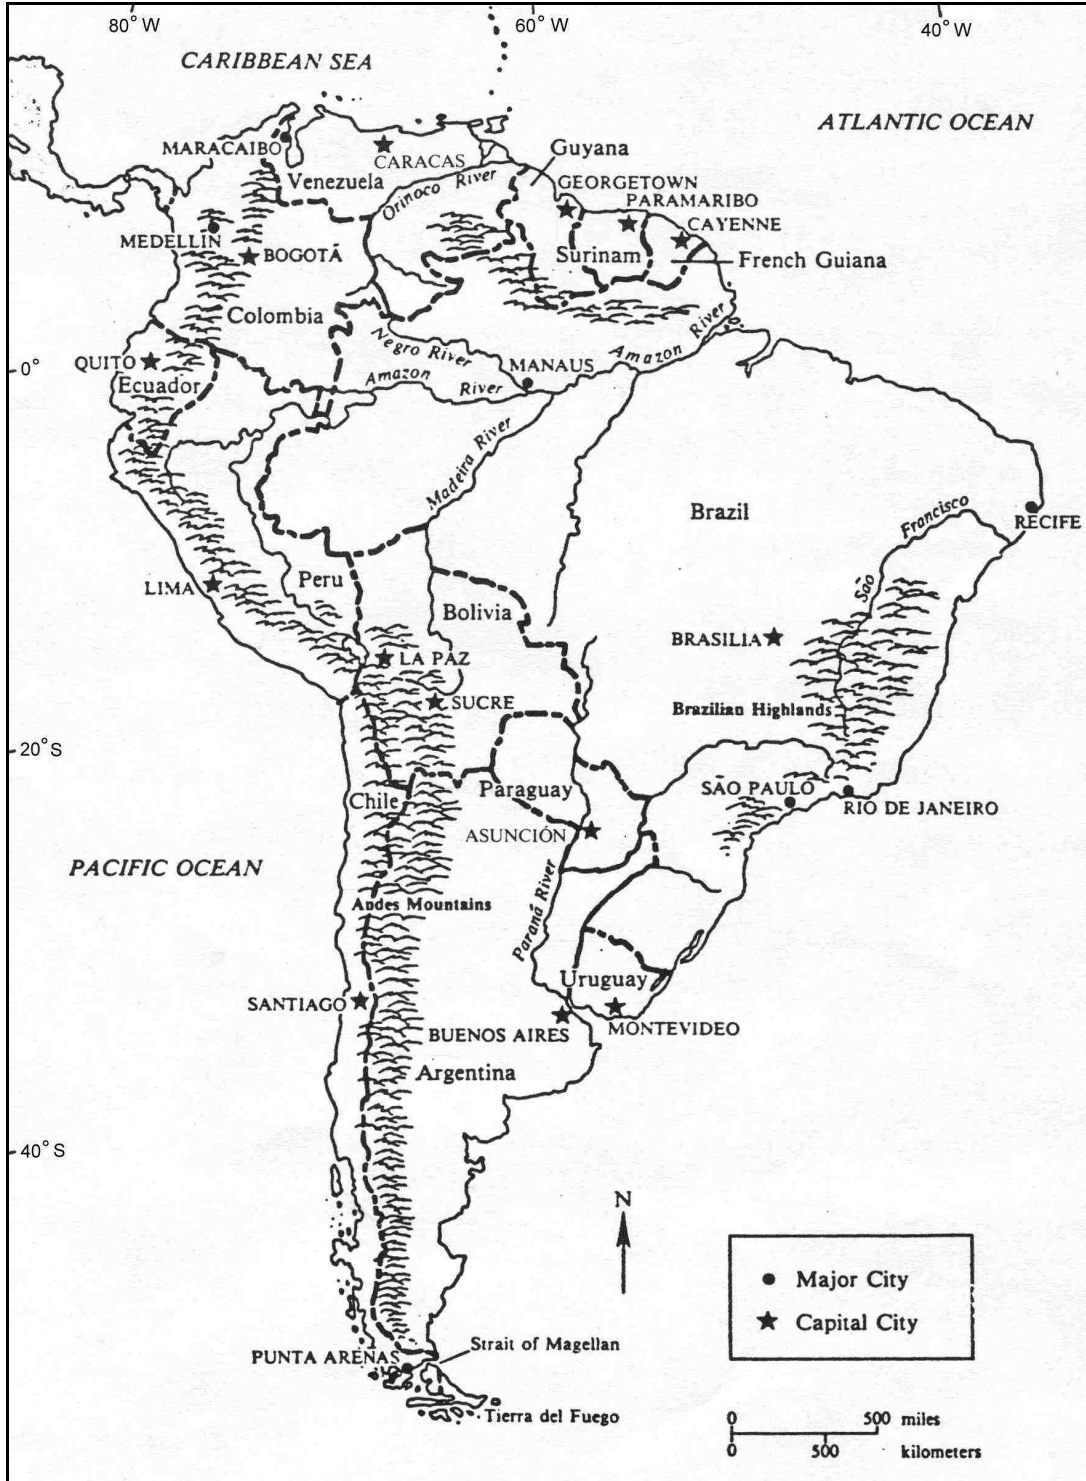 80° W
60° W
40° W
CARIBBEAN SEA
ATLANTIC OCEAN
MARACAIBO
CARACAS
Guyana
Venezuela
Orinoco River
GEORGETOWN
PARAMARIBO
CAYENNE
MEDELLÍN
BOGOTÁ
Surinam
French Guiana
Colombia
Negro River
Amazon River
QUITO
0°
MANAUS
Ecuador
Amazon River
Madeira River
Brazil
Francisco
RECIFE
São
LIMA
Peru
Bolivia
BRASILIA
LA PAZ
SUCRE
Brazilian Highlands
20° S
Chile
Paraguay
SÃO PAULO
RIO DE JANEIRO
ASUNCIÓN
PACIFIC OCEAN
Andes Mountains
Paraná River
Uruguay
SANTIAGO
BUENOS AIRES
MONTEVIDEO
Argentina
40° S
N
Major City
Capital City
Strait of Magellan
PUNTA ARENAS
Tierra del Fuego
0 500 miles
0 500 kilometers